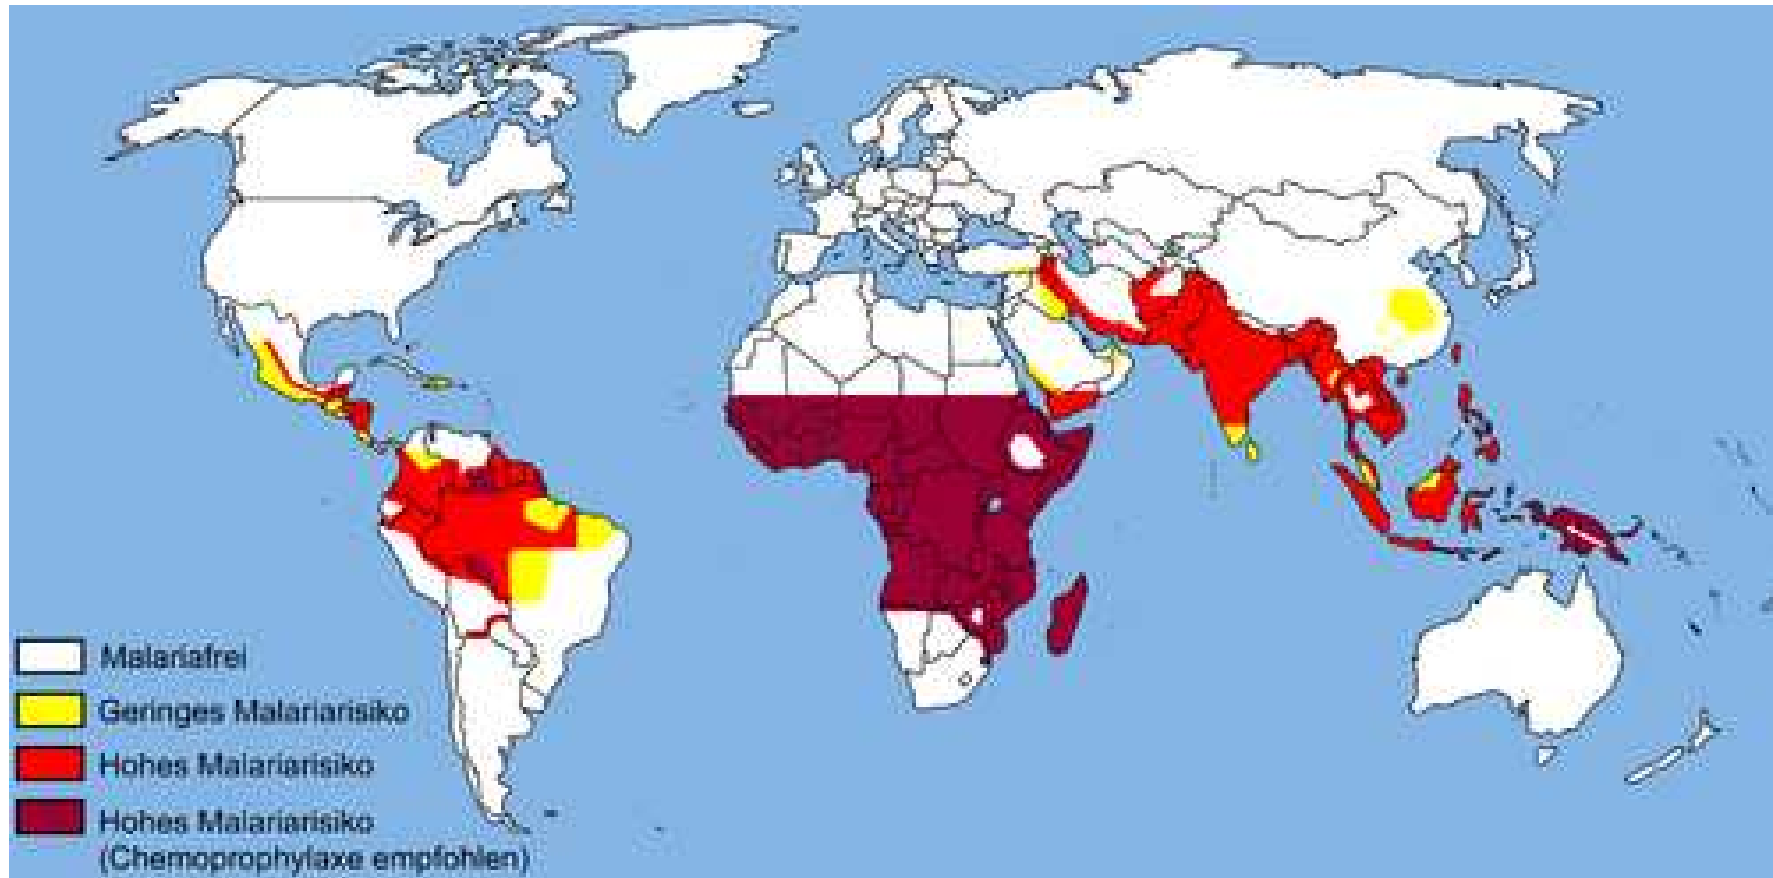 Malariafrei
Geringes Malariarisiko
Hohes Malariarisiko
Hohes Malariarisiko
(Chemoprophylaxe empfohlen)